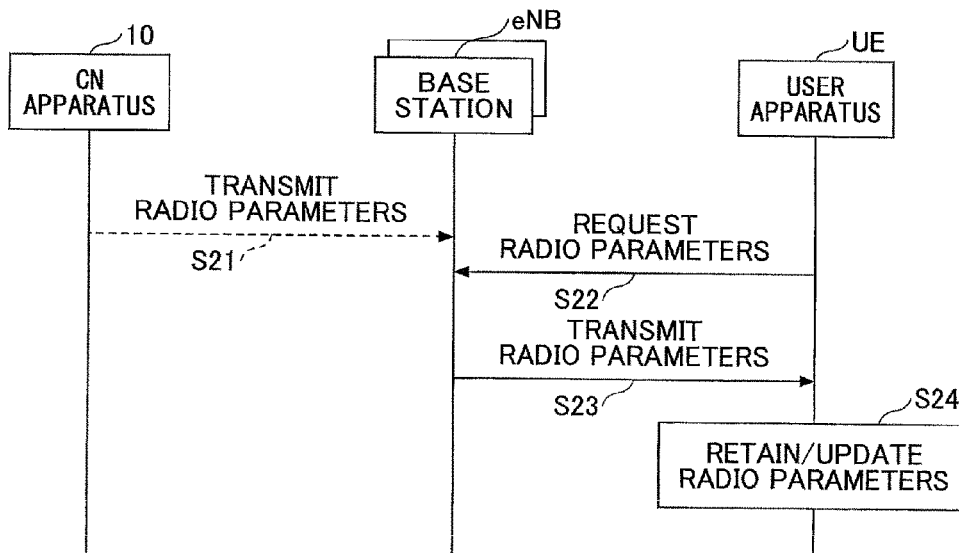 10
eNB
UE
CN
APPARATUS
BASE
STATION
USER
APPARATUS
TRANSMIT
RADIO PARAMETERS
S21
REQUEST
RADIO PARAMETERS
S22
TRANSMIT
RADIO PARAMETERS
S23
S24
RETAIN/UPDATE
RADIO PARAMETERS